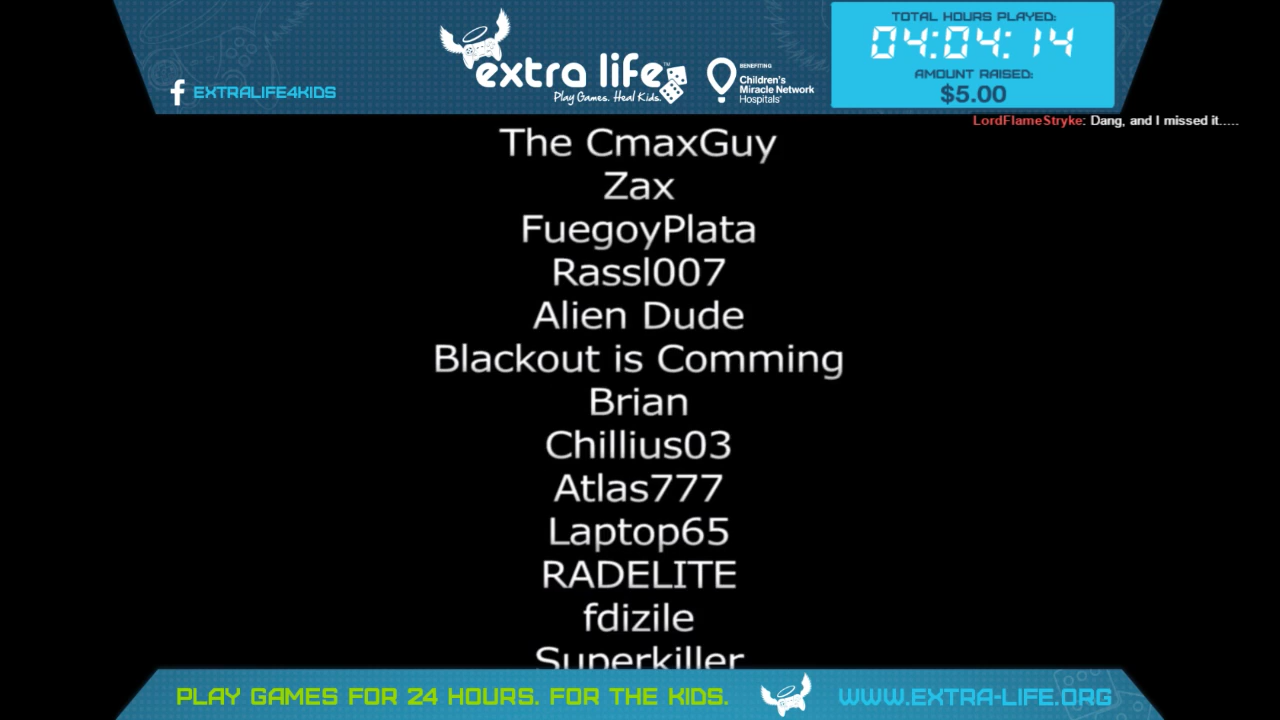 TOTAL HOURS PLAYED:
04:04:14
AMOUNT RAISED:
$5.00
extra life™
Play Games. Heal Kids.
BENEFITING
Children's
Miracle Network
Hospitals®
f EXTRALIFE4KIDS
LordFlameStryke: Dang, and I missed it.....
The CmaxGuy
Zax
FuegoyPlata
Rassl007
Alien Dude
Blackout is Comming
Brian
Chillius03
Atlas777
Laptop65
RADELITE
fdizile
Superkiller
PLAY GAMES FOR 24 HOURS. FOR THE KIDS.
WWW.EXTRA-LIFE.ORG